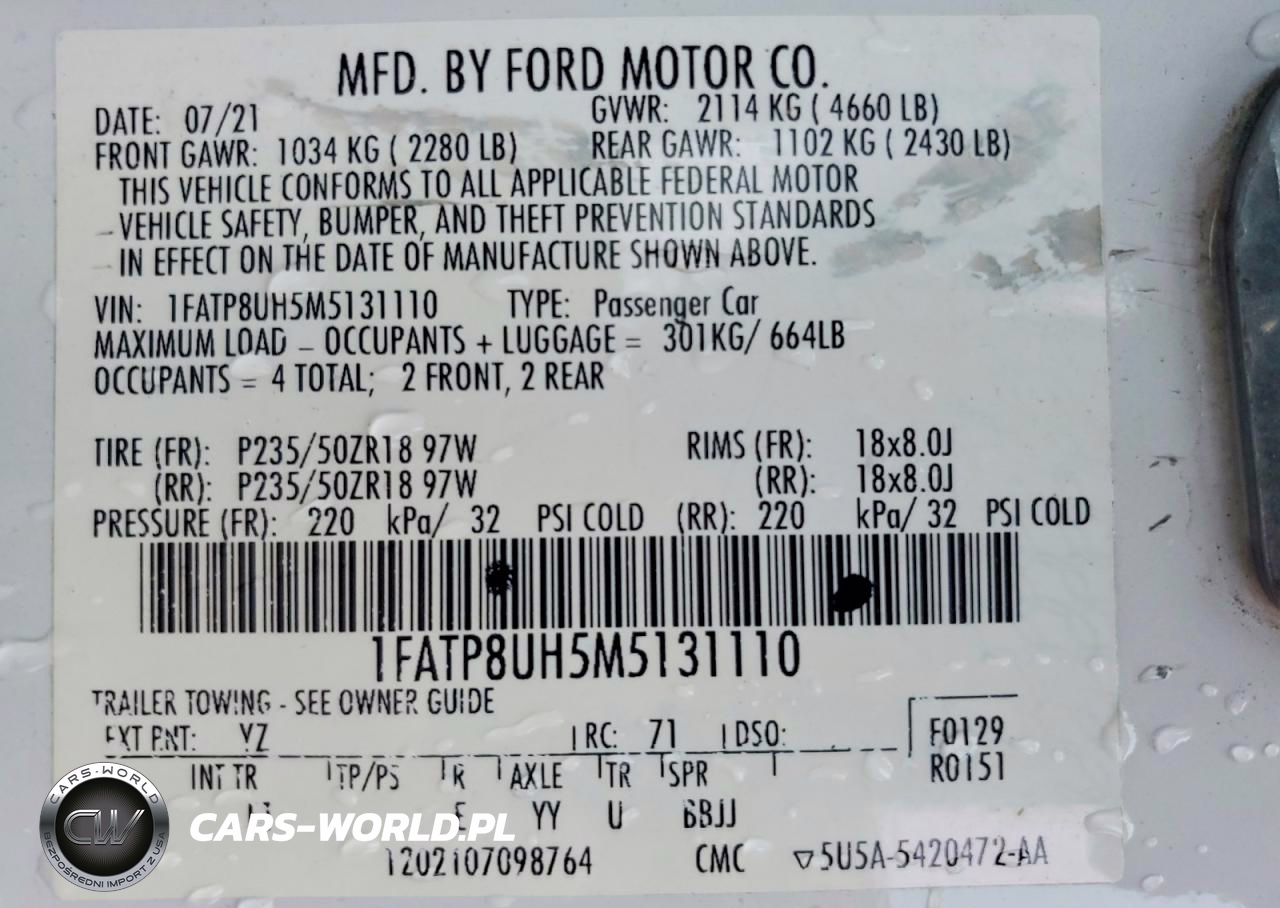 MFD. BY FORD MOTOR CO.
DATE: 07/21 GVWR: 2114 KG ( 4660 LB)
FRONT GAWR: 1034 KG ( 2280 LB) REAR GAWR: 1102 KG ( 2430 LB)
THIS VEHICLE CONFORMS TO ALL APPLICABLE FEDERAL MOTOR
VEHICLE SAFETY, BUMPER, AND THEFT PREVENTION STANDARDS
IN EFFECT ON THE DATE OF MANUFACTURE SHOWN ABOVE.
VIN: 1FATP8UH5M5131110 TYPE: Passenger Car
MAXIMUM LOAD – OCCUPANTS + LUGGAGE = 301KG/ 664LB
OCCUPANTS = 4 TOTAL; 2 FRONT, 2 REAR
TIRE (FR): P235/50ZR18 97W RIMS (FR): 18x8.0J
(RR): P235/50ZR18 97W (RR): 18x8.0J
PRESSURE (FR): 220 kPa/ 32 PSI COLD (RR): 220 kPa/ 32 PSI COLD
1FATP8UH5M5131110
TRAILER TOWING - SEE OWNER GUIDE
EXT PNT: YZ RC: 71 DSO: F0129
INT TR TP/PS R AXLE TR SPR R0151
E YY U BBJJ
CARS-WORLD.PL
1202107098764 CMC ▽5U5A-5420472-AA
CARS-WORLD
CW
BEZPOŚREDNI IMPORT Z USA